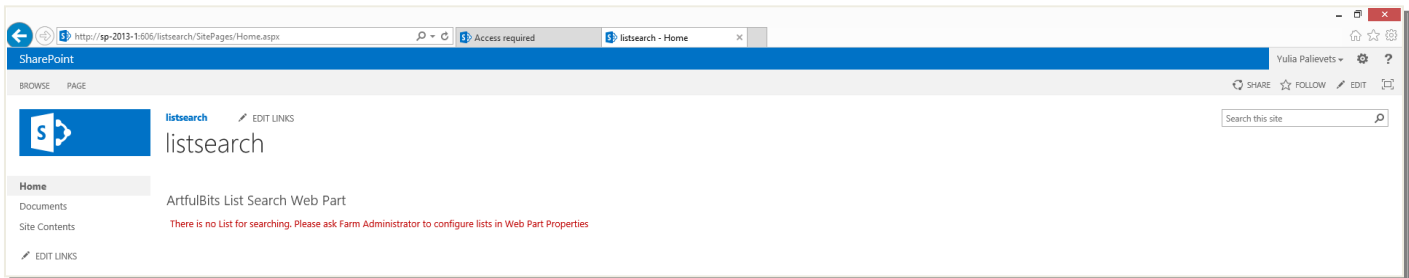 http://sp-2013-1:606/listsearch/SitePages/Home.aspx
Access required
listsearch - Home
SharePoint
Yulia Palievets
?
BROWSE PAGE
SHARE FOLLOW EDIT
S
listsearch EDIT LINKS
Search this site
listsearch
Home
Documents
Site Contents
EDIT LINKS
ArtfulBits List Search Web Part
There is no List for searching. Please ask Farm Administrator to configure lists in Web Part Properties